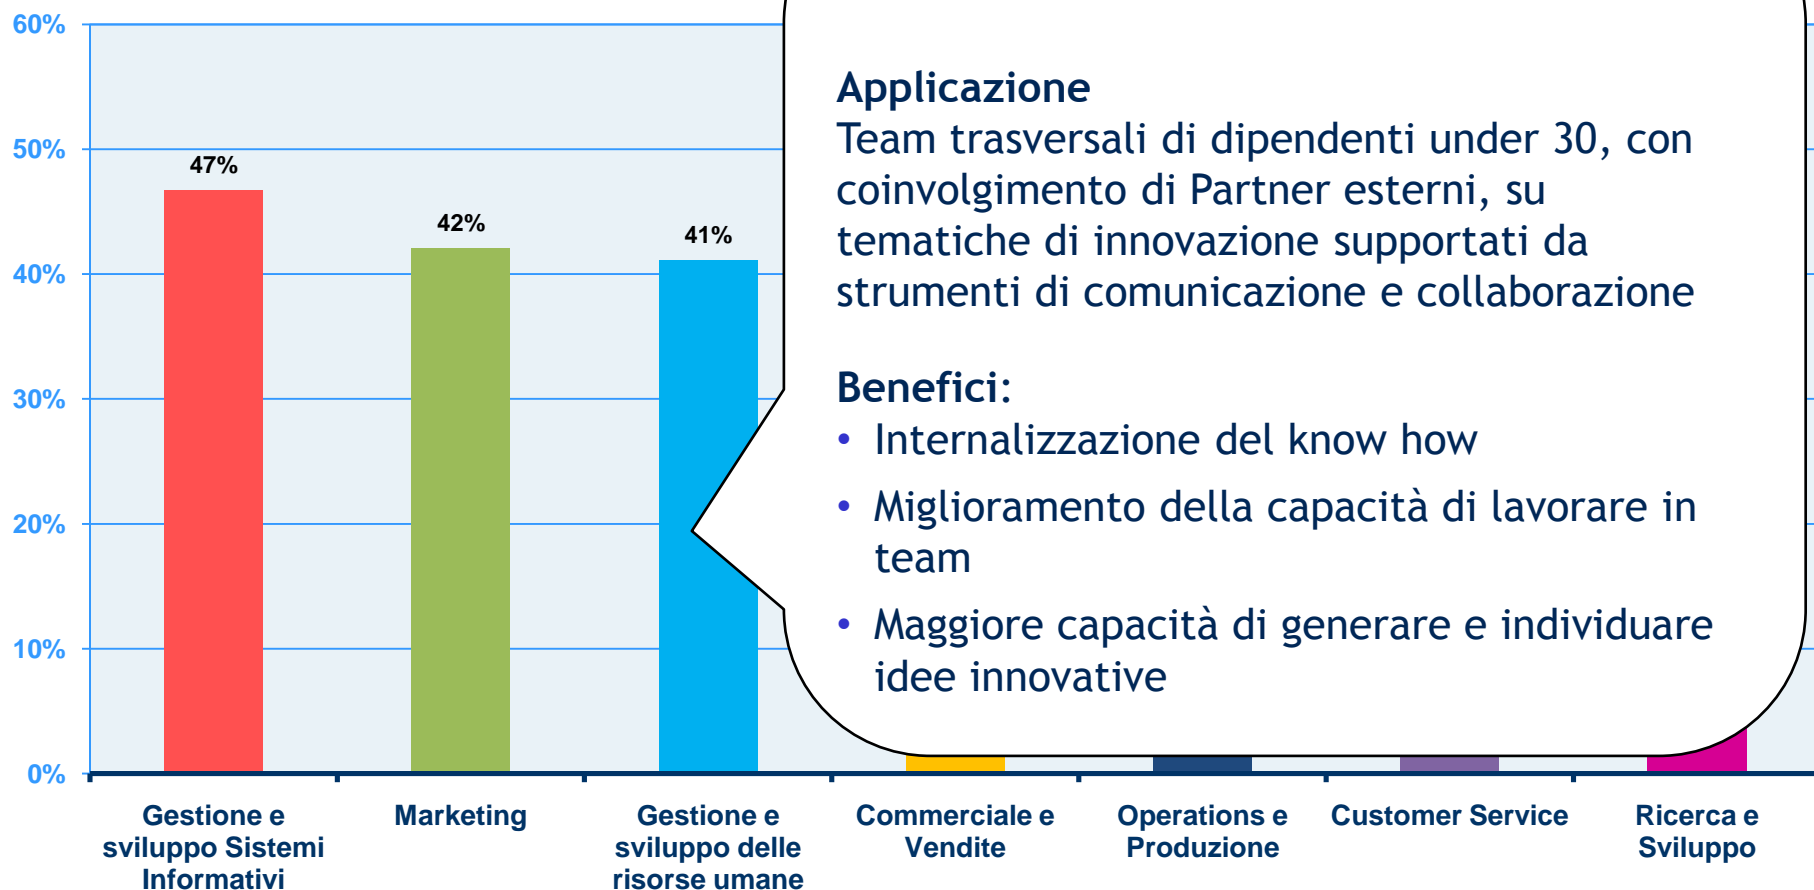 60%
50%
40%
30%
20%
10%
0%
47%
42%
41%
Applicazione
Team trasversali di dipendenti under 30, con
coinvolgimento di Partner esterni, su
tematiche di innovazione supportati da
strumenti di comunicazione e collaborazione
Benefici:
• Internalizzazione del know how
• Miglioramento della capacità di lavorare in
team
• Maggiore capacità di generare e individuare
idee innovative
Gestione e
sviluppo Sistemi
Informativi
Marketing
Gestione e
sviluppo delle
risorse umane
Commerciale e
Vendite
Operations e
Produzione
Customer Service
Ricerca e
Sviluppo